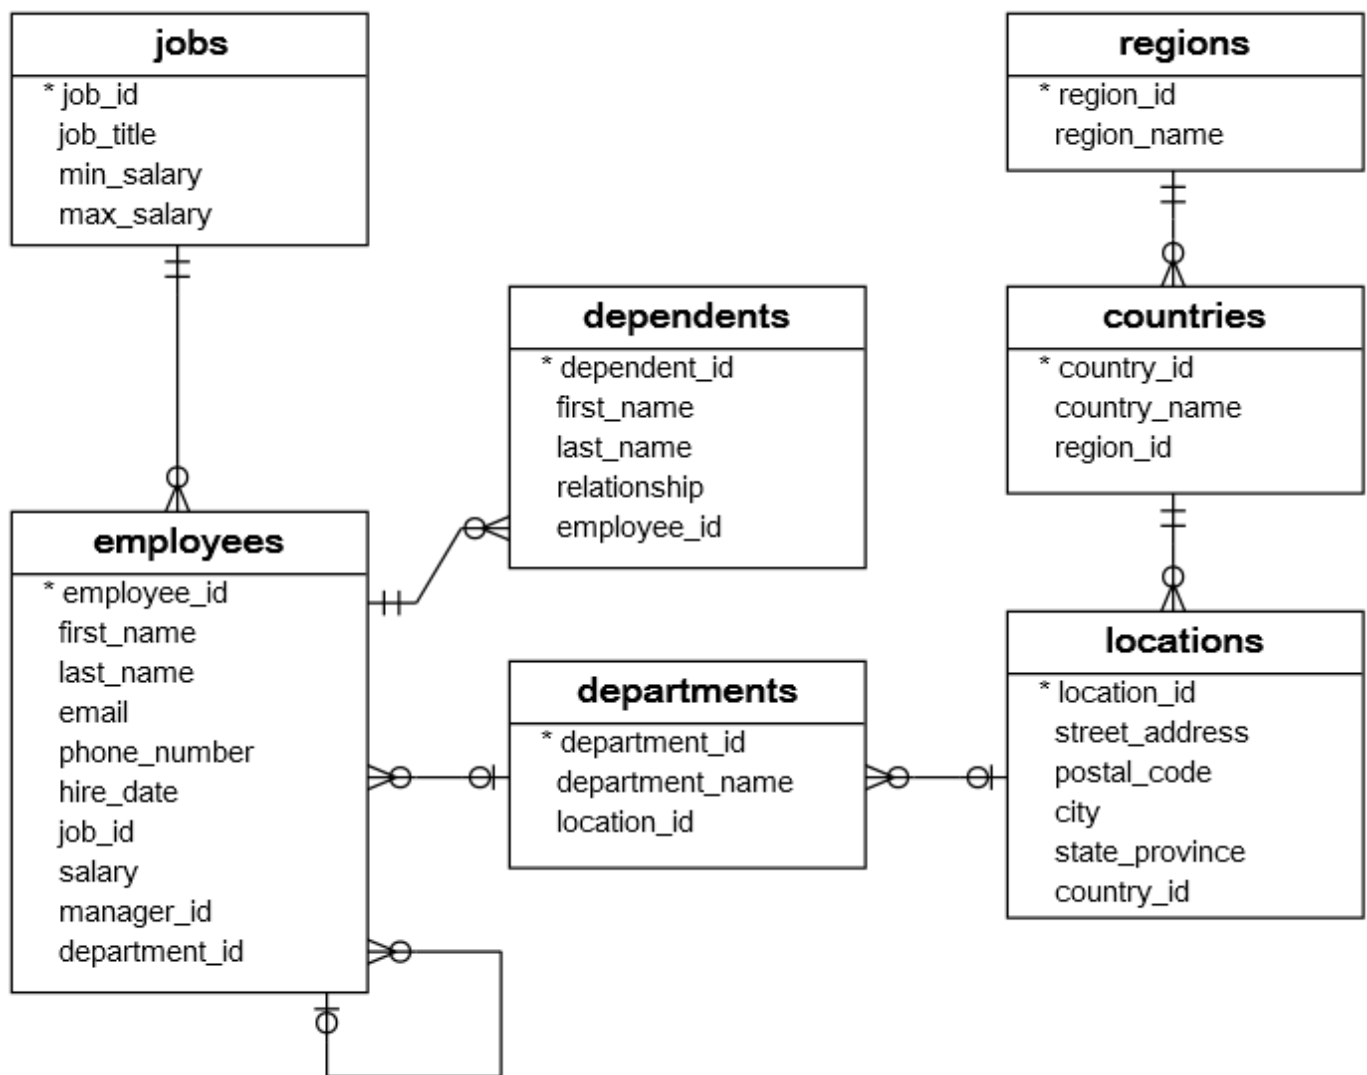 jobs
* job_id
job_title
min_salary
max_salary
regions
* region_id
region_name
dependents
* dependent_id
first_name
last_name
relationship
employee_id
countries
* country_id
country_name
region_id
employees
* employee_id
first_name
last_name
email
phone_number
hire_date
job_id
salary
manager_id
department_id
departments
* department_id
department_name
location_id
locations
* location_id
street_address
postal_code
city
state_province
country_id